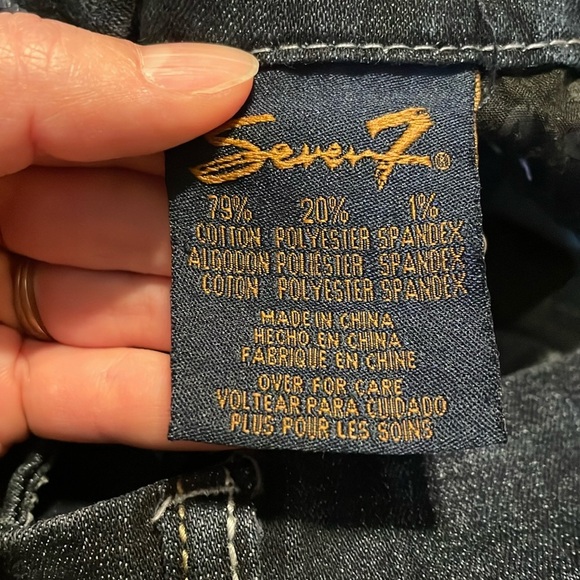 Seven7®
79% 20% 1%
COTTON POLYESTER SPANDEX
ALGODON POLIESTER SPANDEX
COTON POLYESTER SPANDEX
MADE IN CHINA
HECHO EN CHINA
FABRIQUE EN CHINE
OVER FOR CARE
VOLTEAR PARA CUIDADO
PLUS POUR LES SOINS